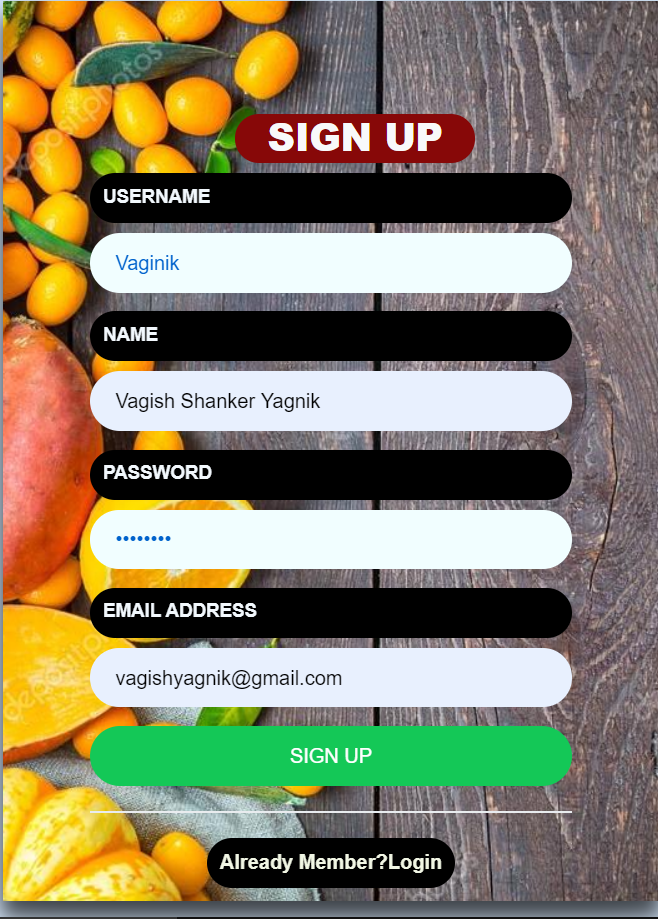 depositphotos
SIGN UP
USERNAME
Vaginik
NAME
Vagish Shanker Yagnik
PASSWORD
••••••••
EMAIL ADDRESS
vagishyagnik@gmail.com
SIGN UP
Already Member?Login